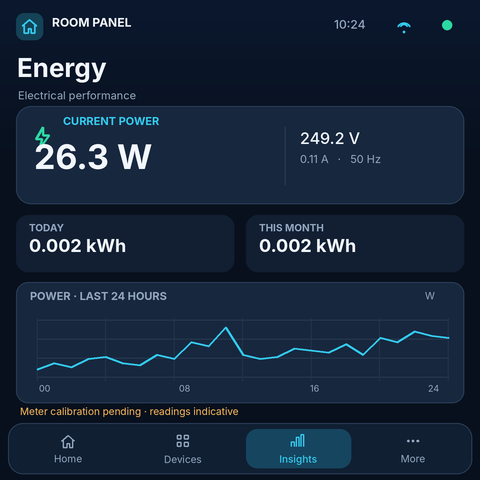 ROOM PANEL
10:24
Energy
Electrical performance
CURRENT POWER
26.3 W
249.2 V
0.11 A · 50 Hz
TODAY
0.002 kWh
THIS MONTH
0.002 kWh
POWER · LAST 24 HOURS
W
00 08 16 24
Meter calibration pending · readings indicative
Home Devices Insights More